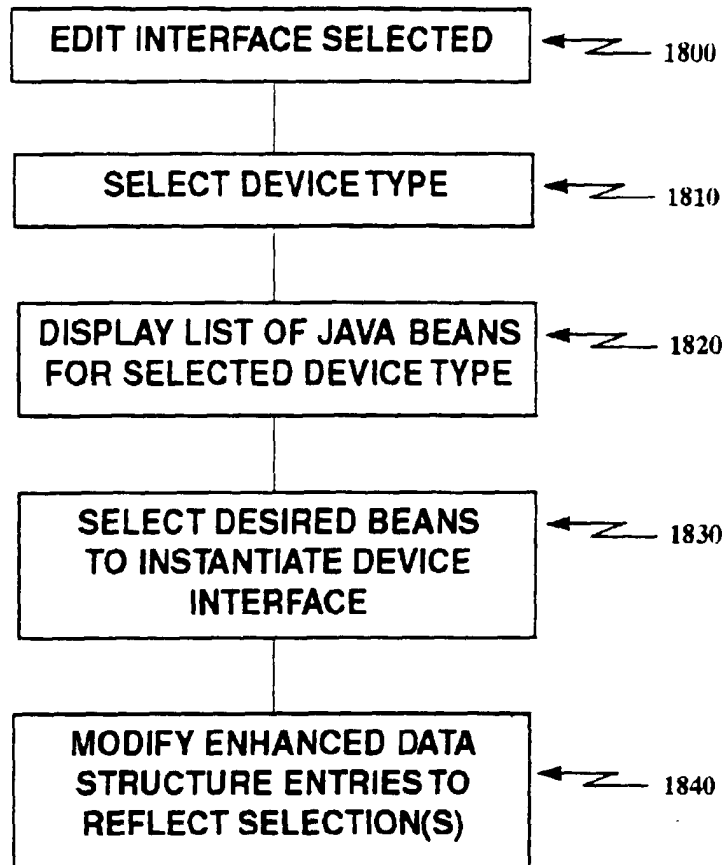 EDIT INTERFACE SELECTED
1800
SELECT DEVICE TYPE
1810
DISPLAY LIST OF JAVA BEANS
FOR SELECTED DEVICE TYPE
1820
SELECT DESIRED BEANS
TO INSTANTIATE DEVICE
INTERFACE
1830
MODIFY ENHANCED DATA
STRUCTURE ENTRIES TO
REFLECT SELECTION(S)
1840